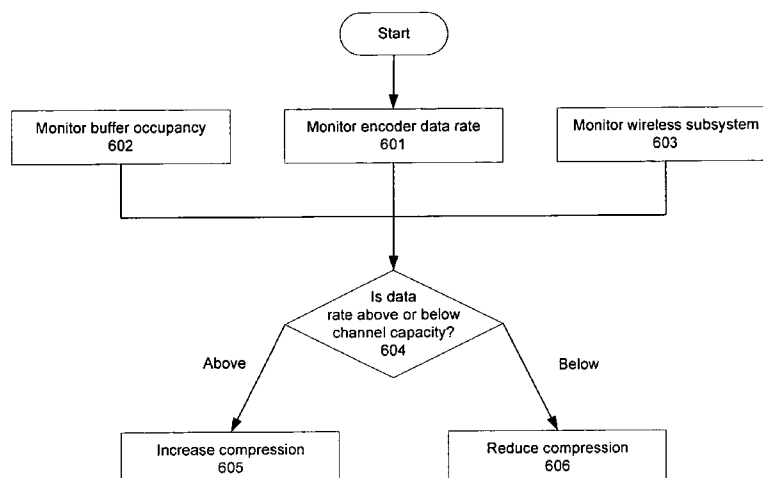 Start
Monitor buffer occupancy
602
Monitor encoder data rate
601
Monitor wireless subsystem
603
Is data
rate above or below
channel capacity?
604
Above
Below
Increase compression
605
Reduce compression
606